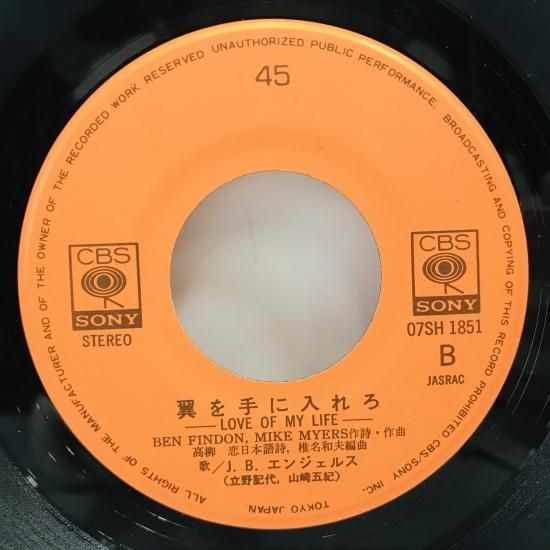 ALL RIGHTS OF THE MANUFACTURER AND OF THE OWNER OF THE RECORDED WORK RESERVED UNAUTHORIZED PUBLIC PERFORMANCE. BROADCASTING AND COPYING OF THIS RECORD PROHIBITED CBS/SONY INC. TOKYO JAPAN
45
CBS
SONY
STEREO
CBS
SONY
07SH 1851
B
JASRAC
翼を手に入れろ
—LOVE OF MY LIFE—
BEN FINDON, MIKE MYERS作詩・作曲
高柳 恋日本語詩, 椎名和夫編曲
歌/J. B. エンジェルス
(立野記代, 山崎五紀)